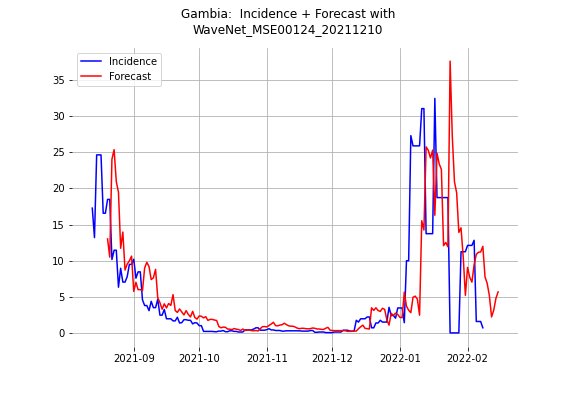 Gambia:  Incidence + Forecast with
WaveNet_MSE00124_20211210
Incidence
Forecast
35
30
25
20
15
10
5
0
2021-09 2021-10 2021-11 2021-12 2022-01 2022-02